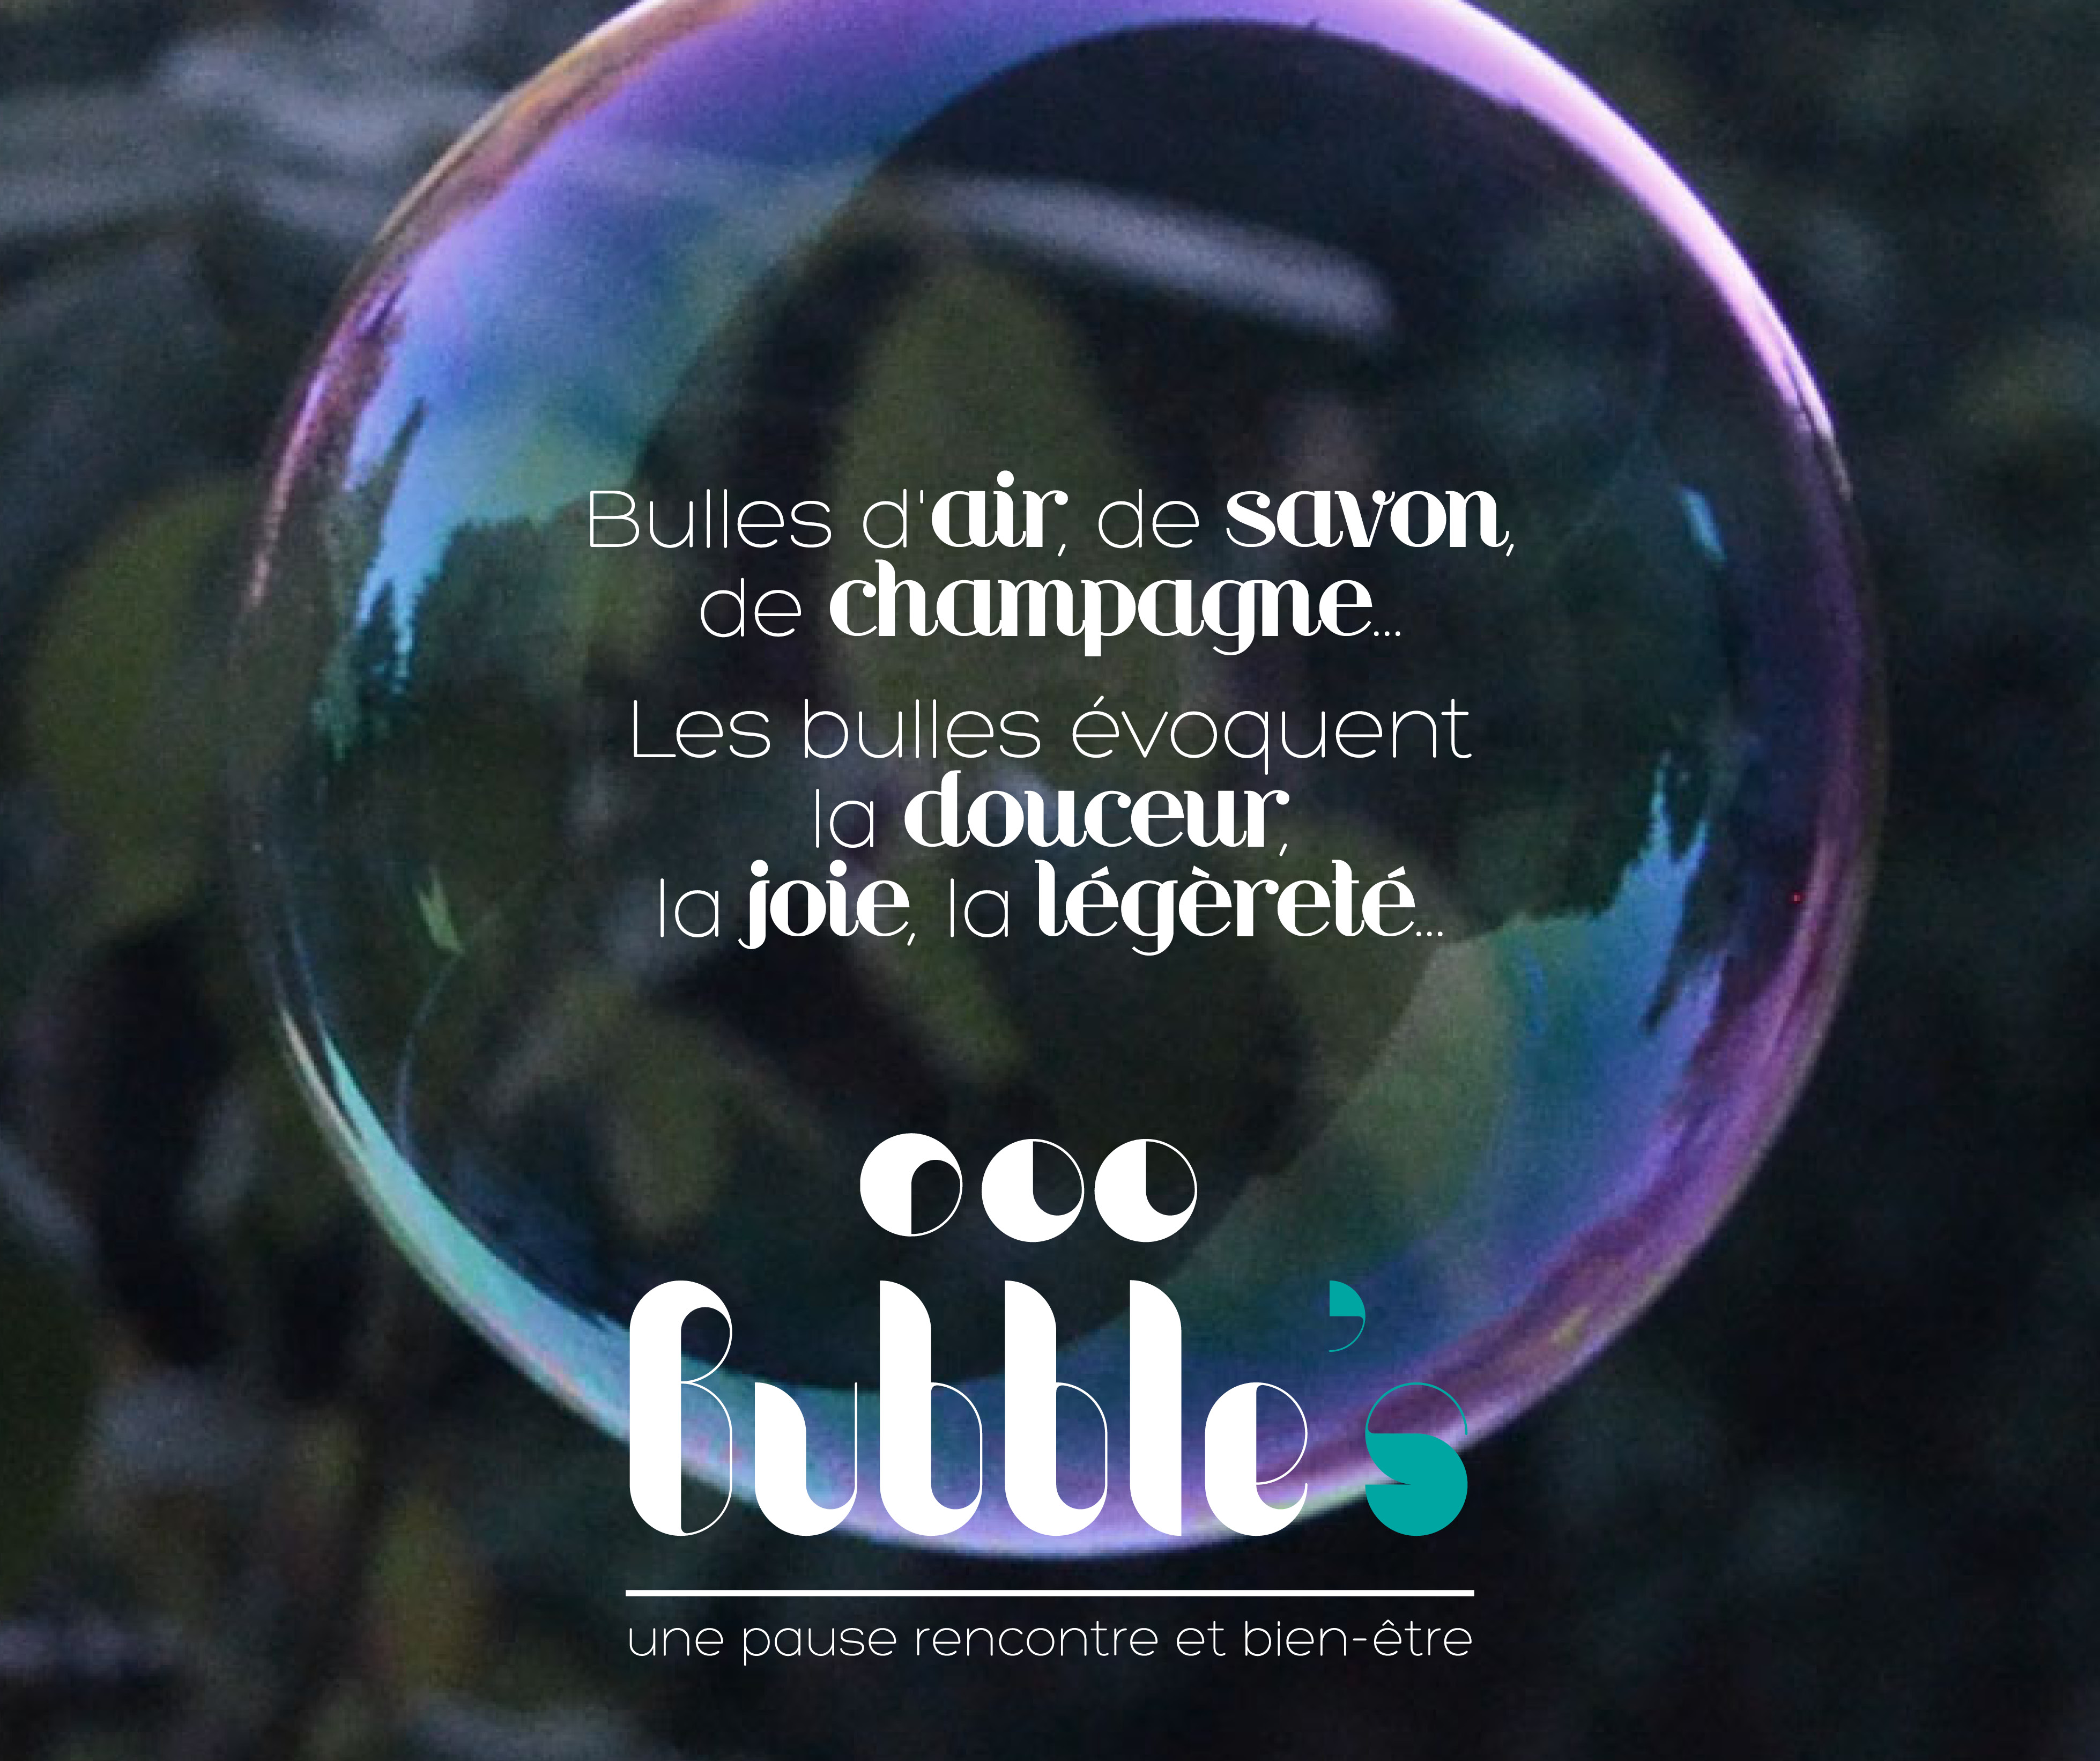 Bulles d'air, de savon,
de champagne...
Les bulles évoquent
la douceur,
la joie, la légèreté...
Bubble's
une pause rencontre et bien-être